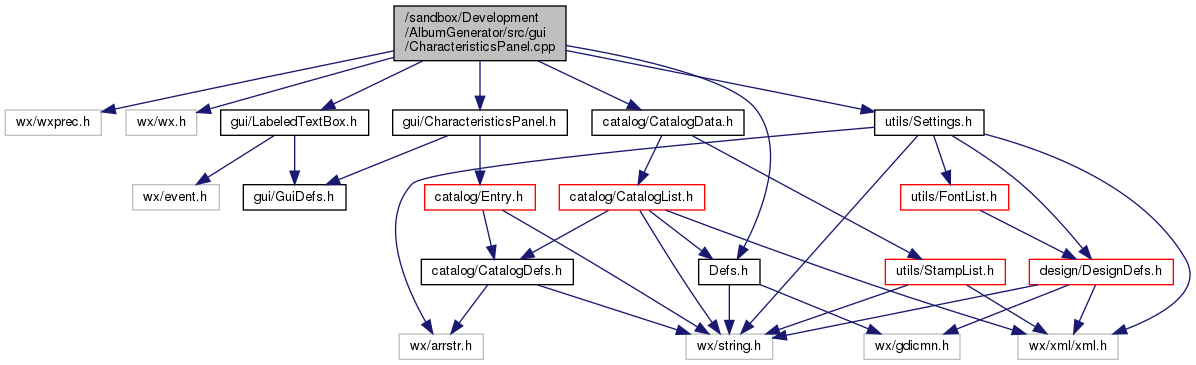 /sandbox/Development
/AlbumGenerator/src/gui
/CharacteristicsPanel.cpp
wx/wxprec.h
wx/wx.h
gui/LabeledTextBox.h
gui/CharacteristicsPanel.h
catalog/CatalogData.h
utils/Settings.h
wx/event.h
gui/GuiDefs.h
catalog/Entry.h
catalog/CatalogList.h
utils/FontList.h
catalog/CatalogDefs.h
Defs.h
utils/StampList.h
design/DesignDefs.h
wx/arrstr.h
wx/string.h
wx/gdicmn.h
wx/xml/xml.h